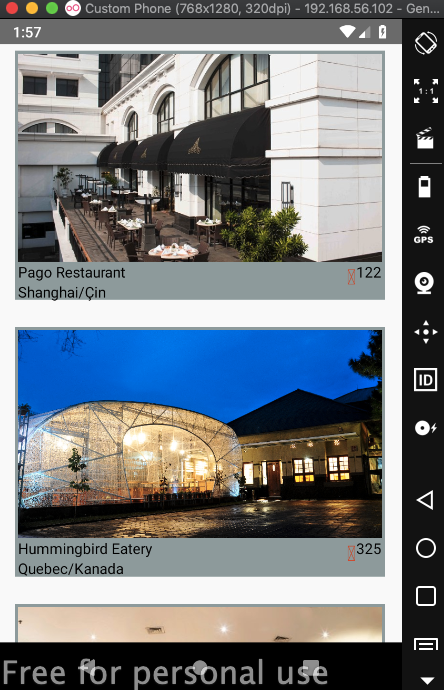 Custom Phone (768x1280, 320dpi) - 192.168.56.102 - Gen...
1:57
1:1
Pago Restaurant
122
Shanghai/Çin
GPS
ID
Hummingbird Eatery
325
Quebec/Kanada
Free for personal use